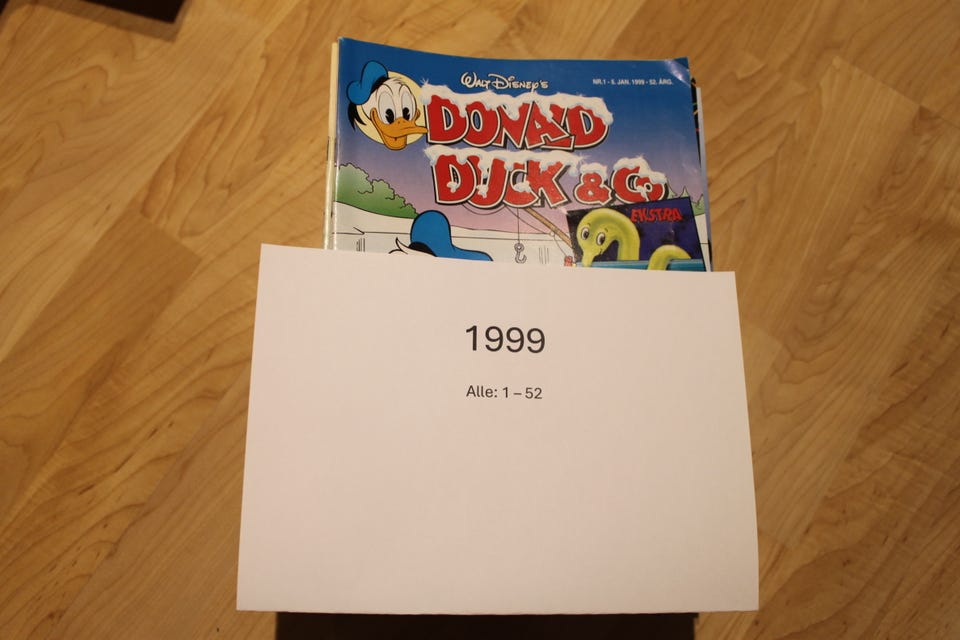 WALT DISNEY'S
NR. 1 - 5. JAN. 1999 - 52. ÅRG.
DONALD
DUCK & Co
EKSTRA
1999
Alle: 1 – 52